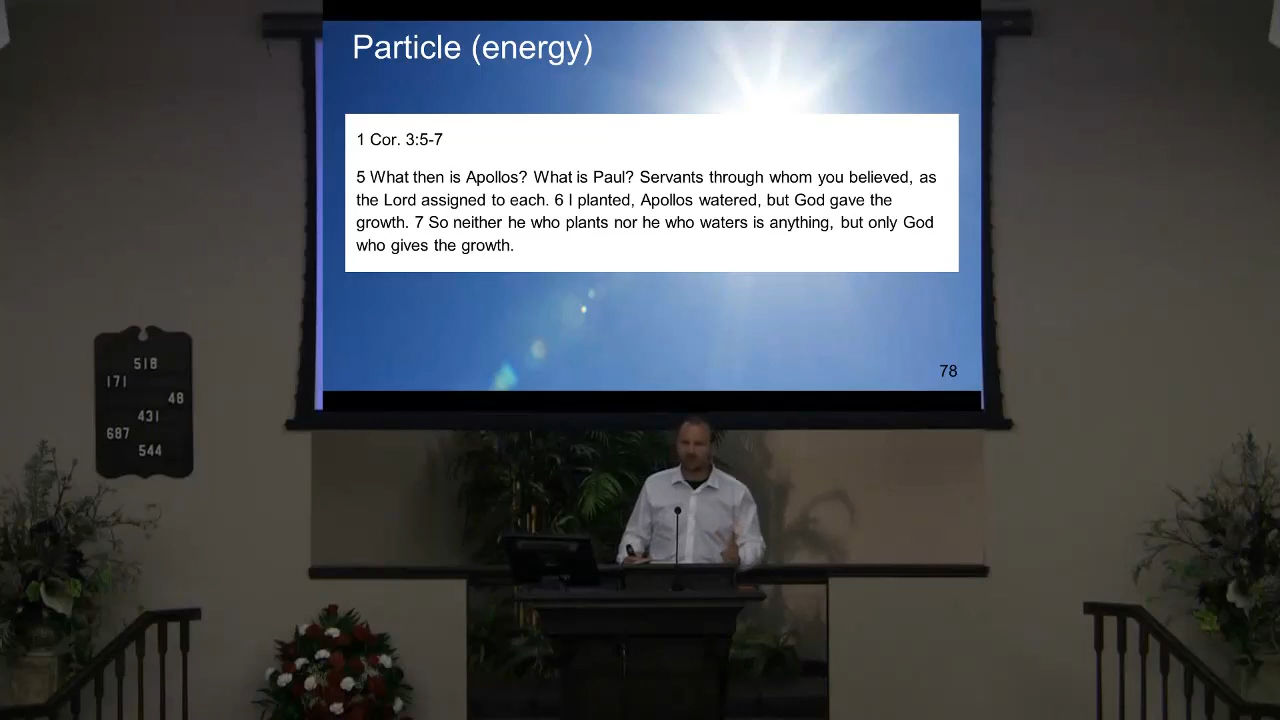 Particle (energy)
1 Cor. 3:5-7
5 What then is Apollos? What is Paul? Servants through whom you believed, as
the Lord assigned to each. 6 I planted, Apollos watered, but God gave the
growth. 7 So neither he who plants nor he who waters is anything, but only God
who gives the growth.
78
518
171
48
431
687
544